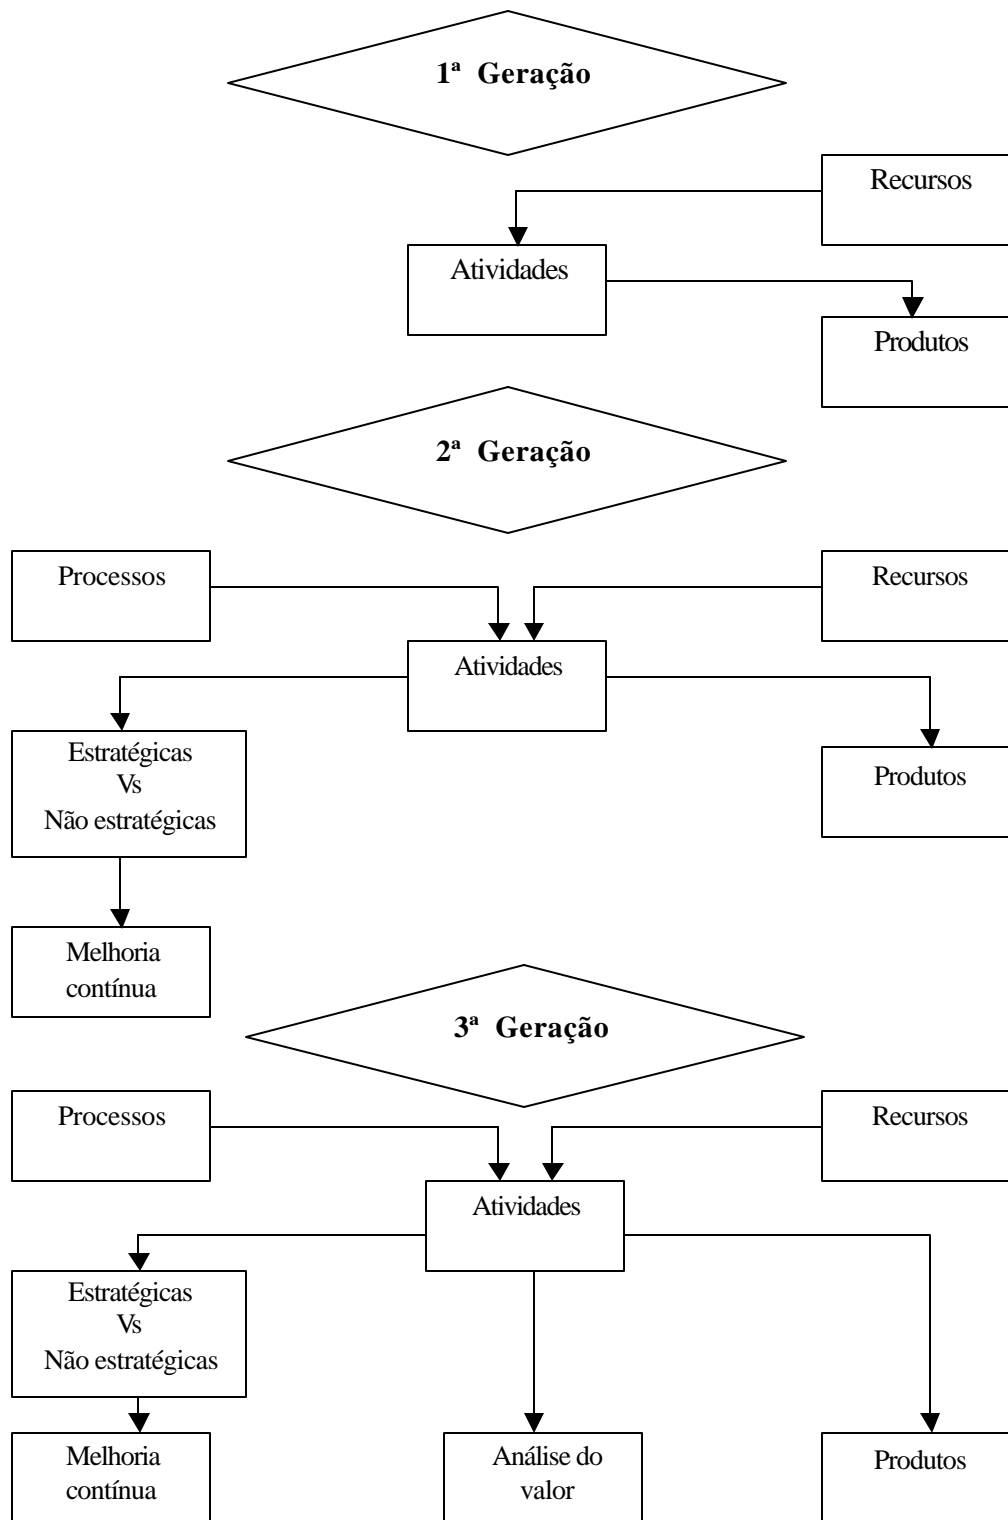 1ª Geração
Recursos
Atividades
Produtos
2ª Geração
Processos
Recursos
Atividades
Estratégicas
Vs
Não estratégicas
Produtos
Melhoria
contínua
3ª Geração
Processos
Recursos
Atividades
Estratégicas
Vs
Não estratégicas
Melhoria
contínua
Análise do
valor
Produtos